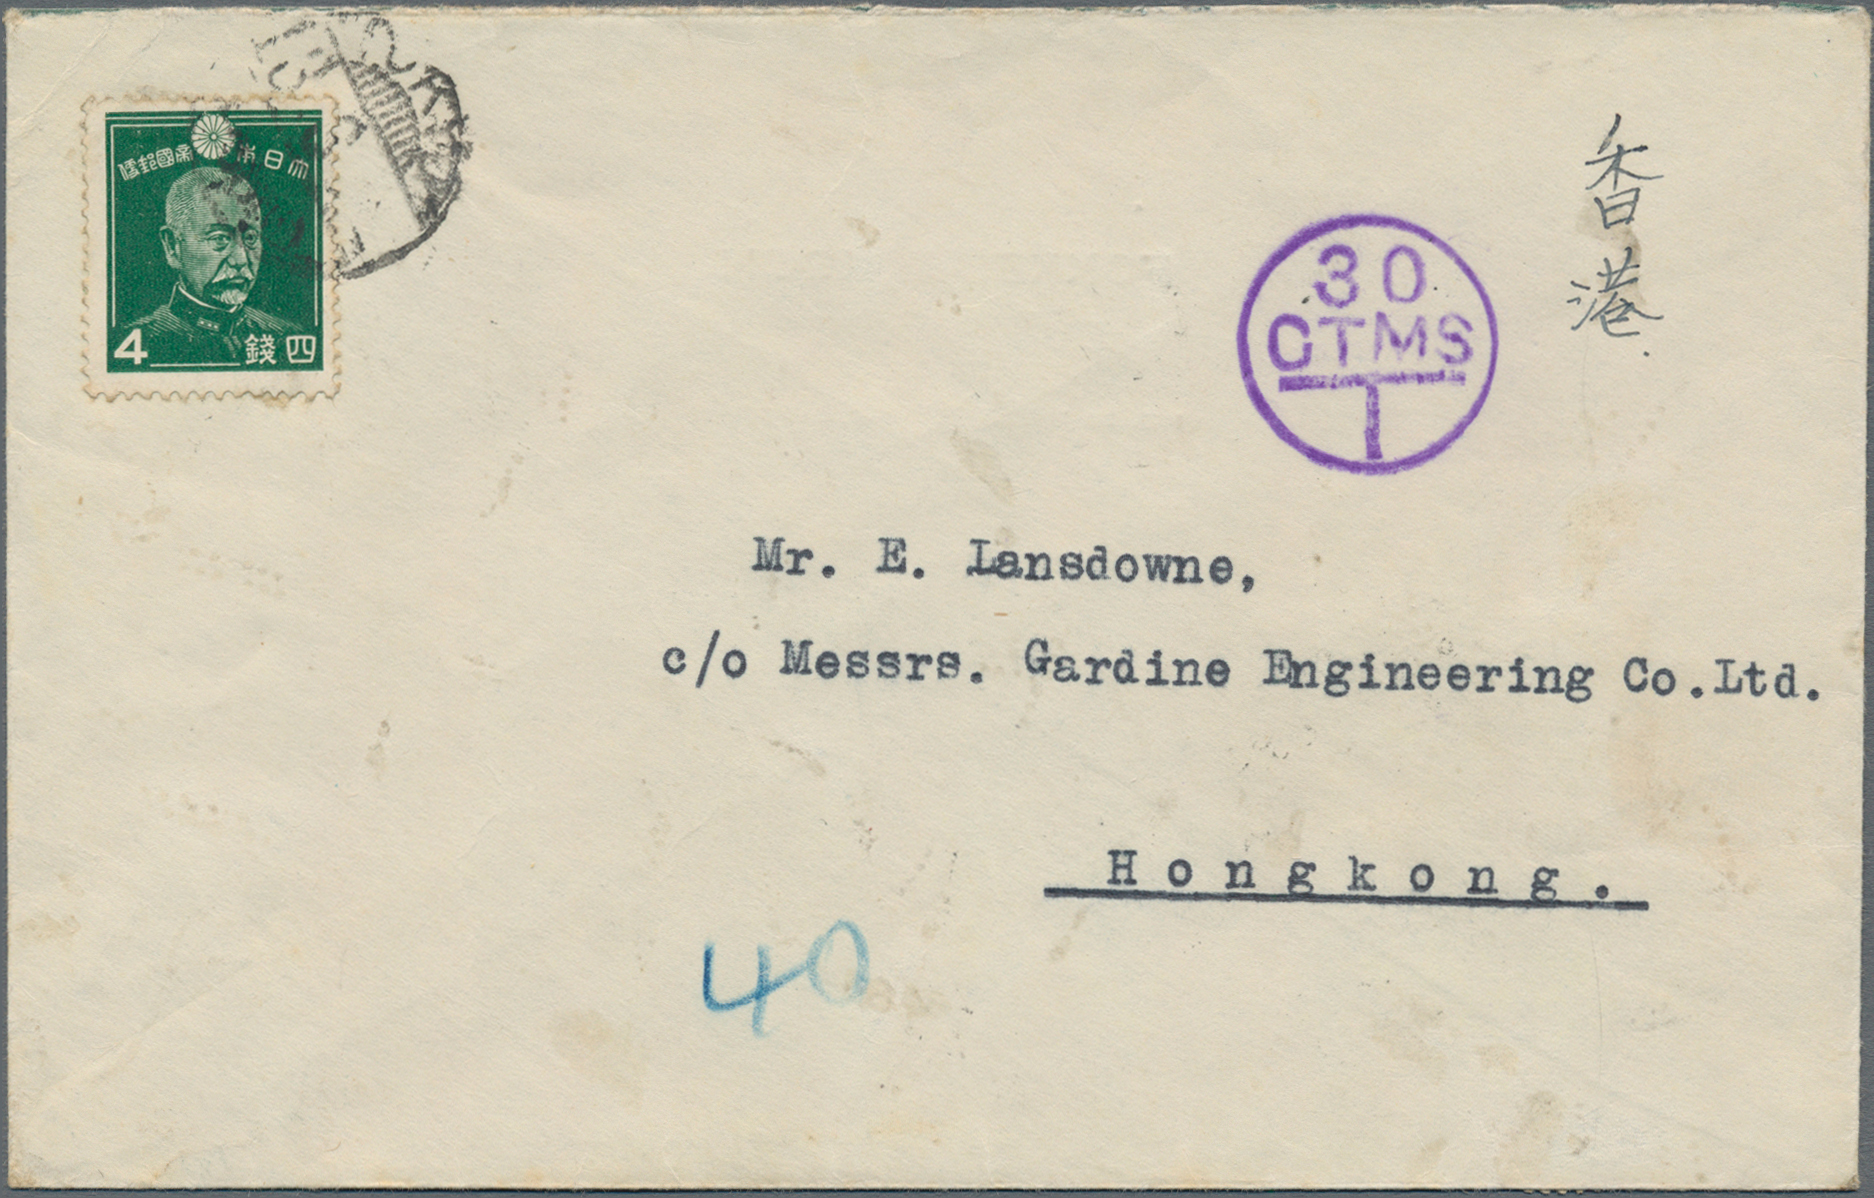 大日本帝國郵便
4 四錢
香港
30
CTMS
T
Mr. E. Lansdowne,
c/o Messrs. Gardine Engineering Co.Ltd.
Hongkong.
40